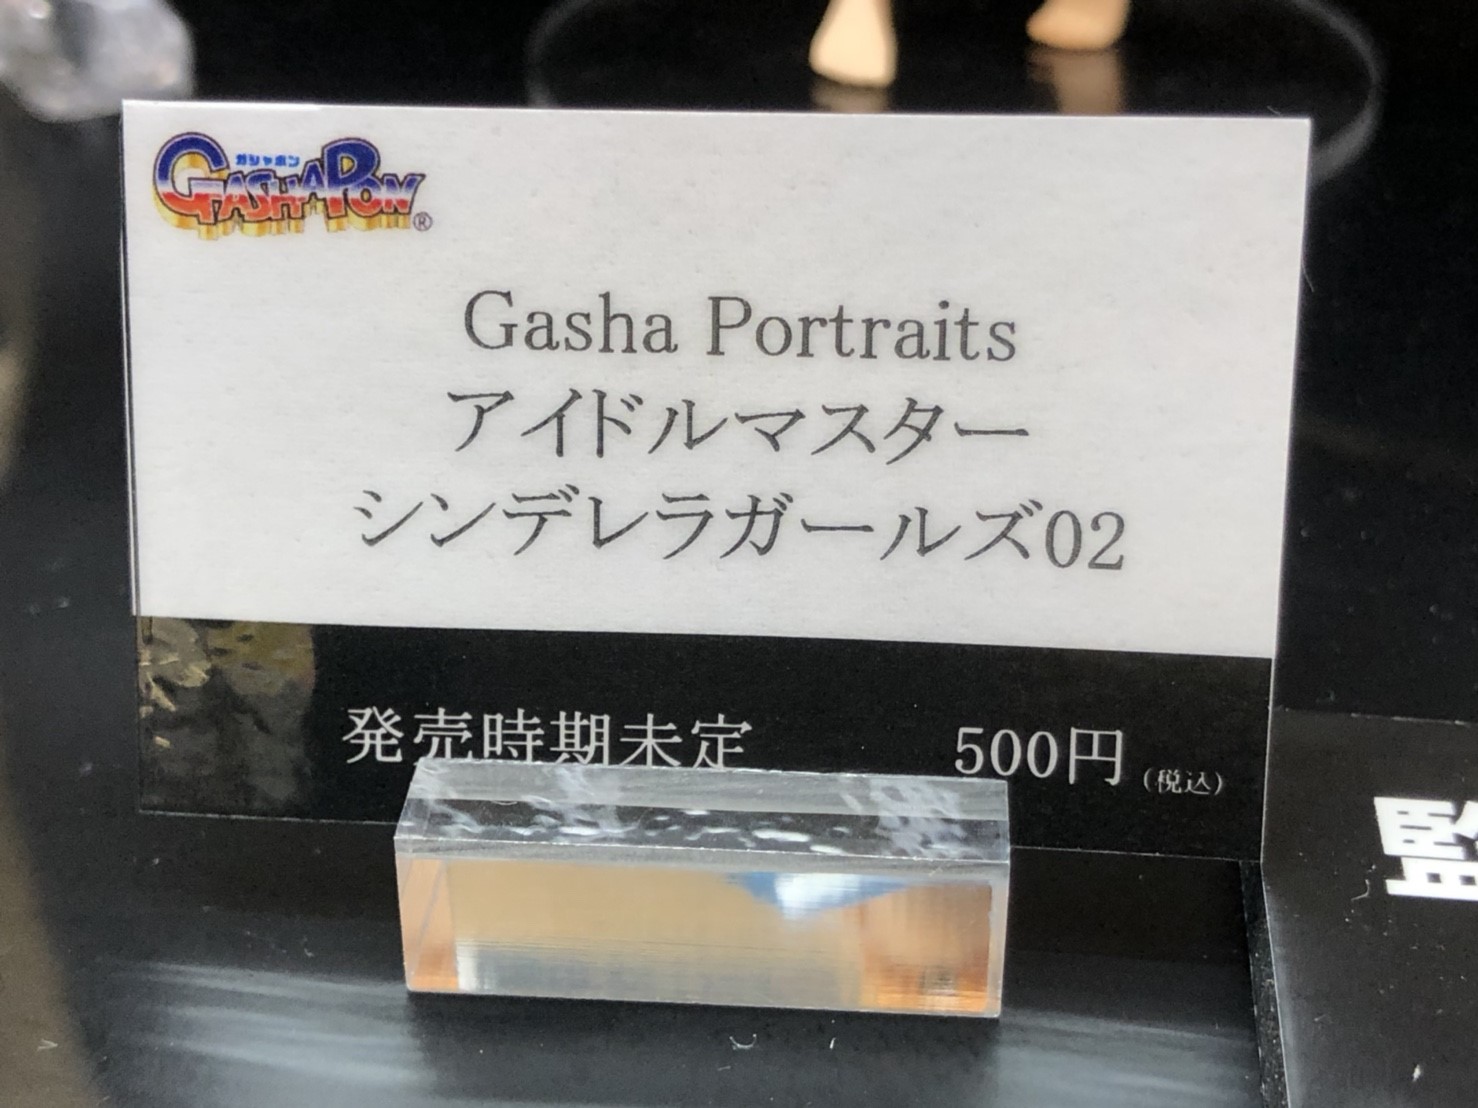 ガシャポン
GASHAPON®
Gasha Portraits
アイドルマスター
シンデレラガールズ02
発売時期未定
500円(税込)